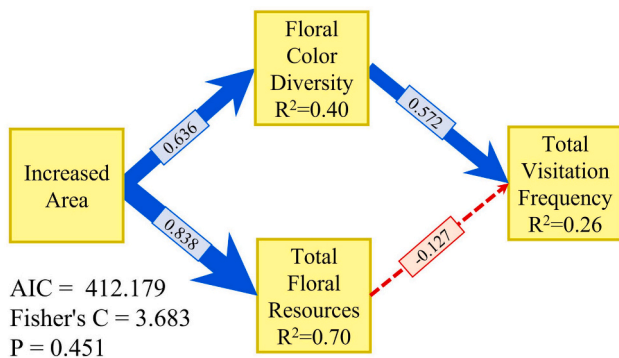 Floral
Color
Diversity
R²=0.40
0.636
0.572
Increased
Area
Total
Visitation
Frequency
R²=0.26
0.838
-0.127
Total
Floral
Resources
R²=0.70
AIC = 412.179
Fisher's C = 3.683
P = 0.451